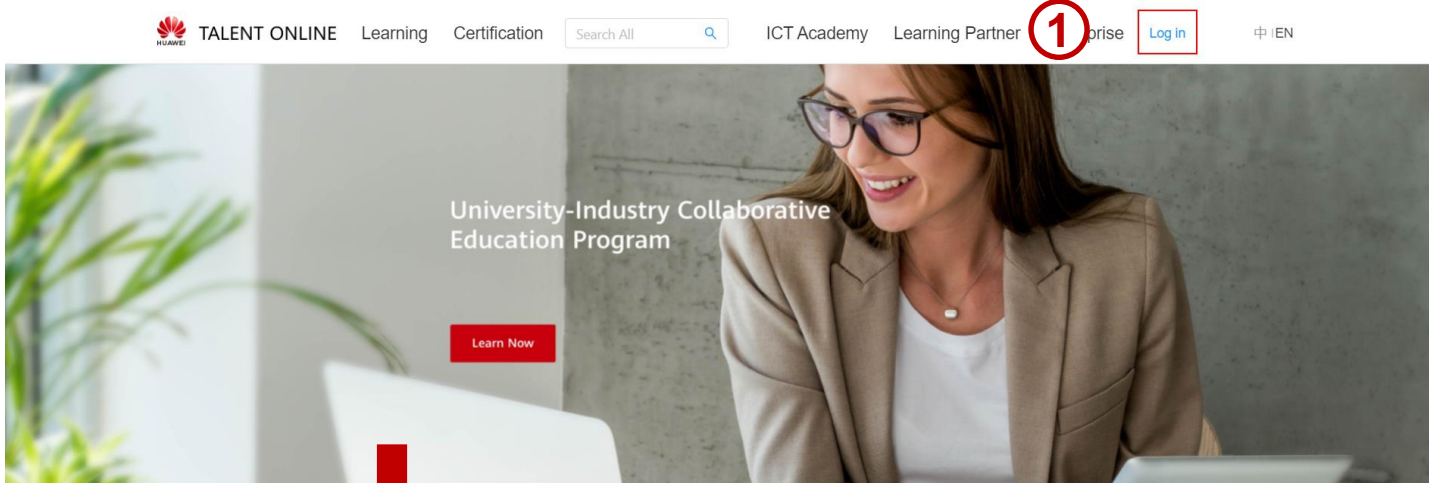 HUAWEI
TALENT ONLINE Learning Certification Search All ICT Academy Learning Partner 1 prise Log in 中 | EN
University-Industry Collaborative
Education Program
Learn Now